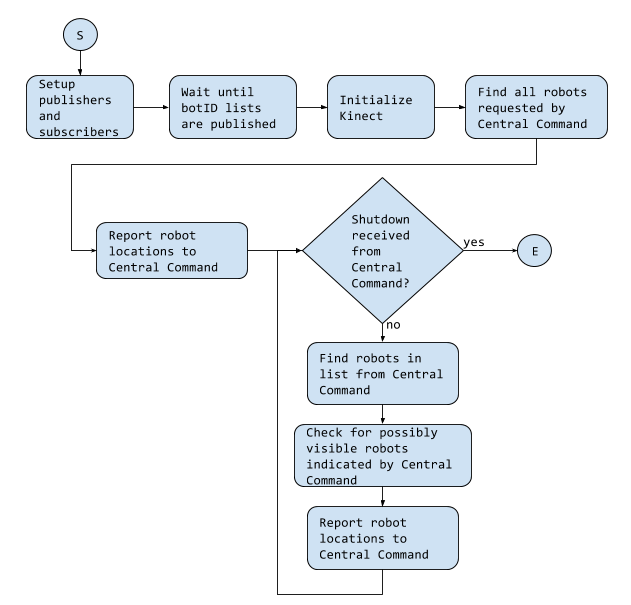 S
Setup
publishers
and
subscribers
Wait until
botID lists
are published
Initialize
Kinect
Find all robots
requested by
Central Command
Report robot
locations to
Central Command
Shutdown
received
from
Central
Command?
yes
E
no
Find robots in
list from Central
Command
Check for possibly
visible robots
indicated by Central
Command
Report robot
locations to
Central Command